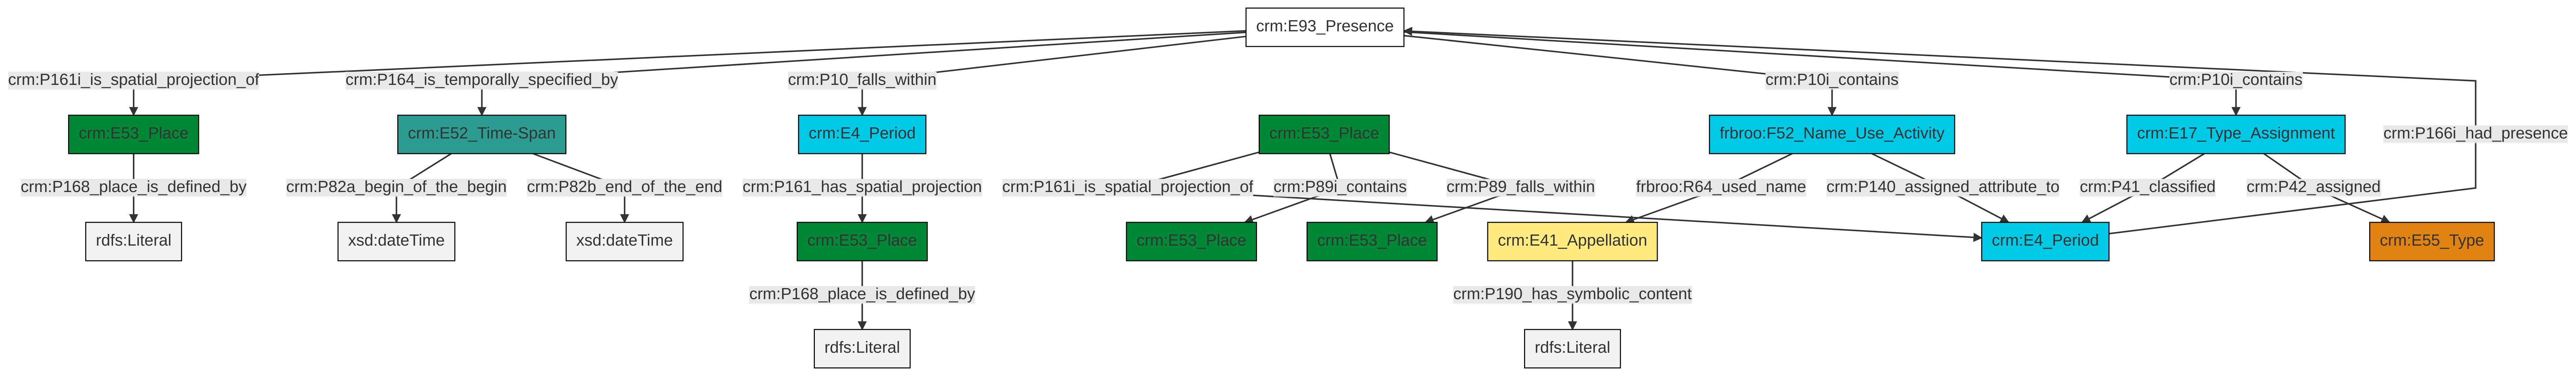 crm:E93_Presence
crm:P161i_is_spatial_projection_of
crm:P164_is_temporally_specified_by
crm:P10_falls_within
crm:P10i_contains
crm:P10i_contains
crm:E53_Place
crm:E52_Time-Span
crm:E4_Period
crm:E53_Place
frbroo:F52_Name_Use_Activity
crm:E17_Type_Assignment
crm:P166i_had_presence
crm:P168_place_is_defined_by
crm:P82a_begin_of_the_begin
crm:P82b_end_of_the_end
crm:P161_has_spatial_projection
crm:P161i_is_spatial_projection_of
crm:P89i_contains
crm:P89_falls_within
frbroo:R64_used_name
crm:P140_assigned_attribute_to
crm:P41_classified
crm:P42_assigned
rdfs:Literal
xsd:dateTime
xsd:dateTime
crm:E53_Place
crm:E53_Place
crm:E53_Place
crm:E41_Appellation
crm:E4_Period
crm:E55_Type
crm:P168_place_is_defined_by
crm:P190_has_symbolic_content
rdfs:Literal
rdfs:Literal